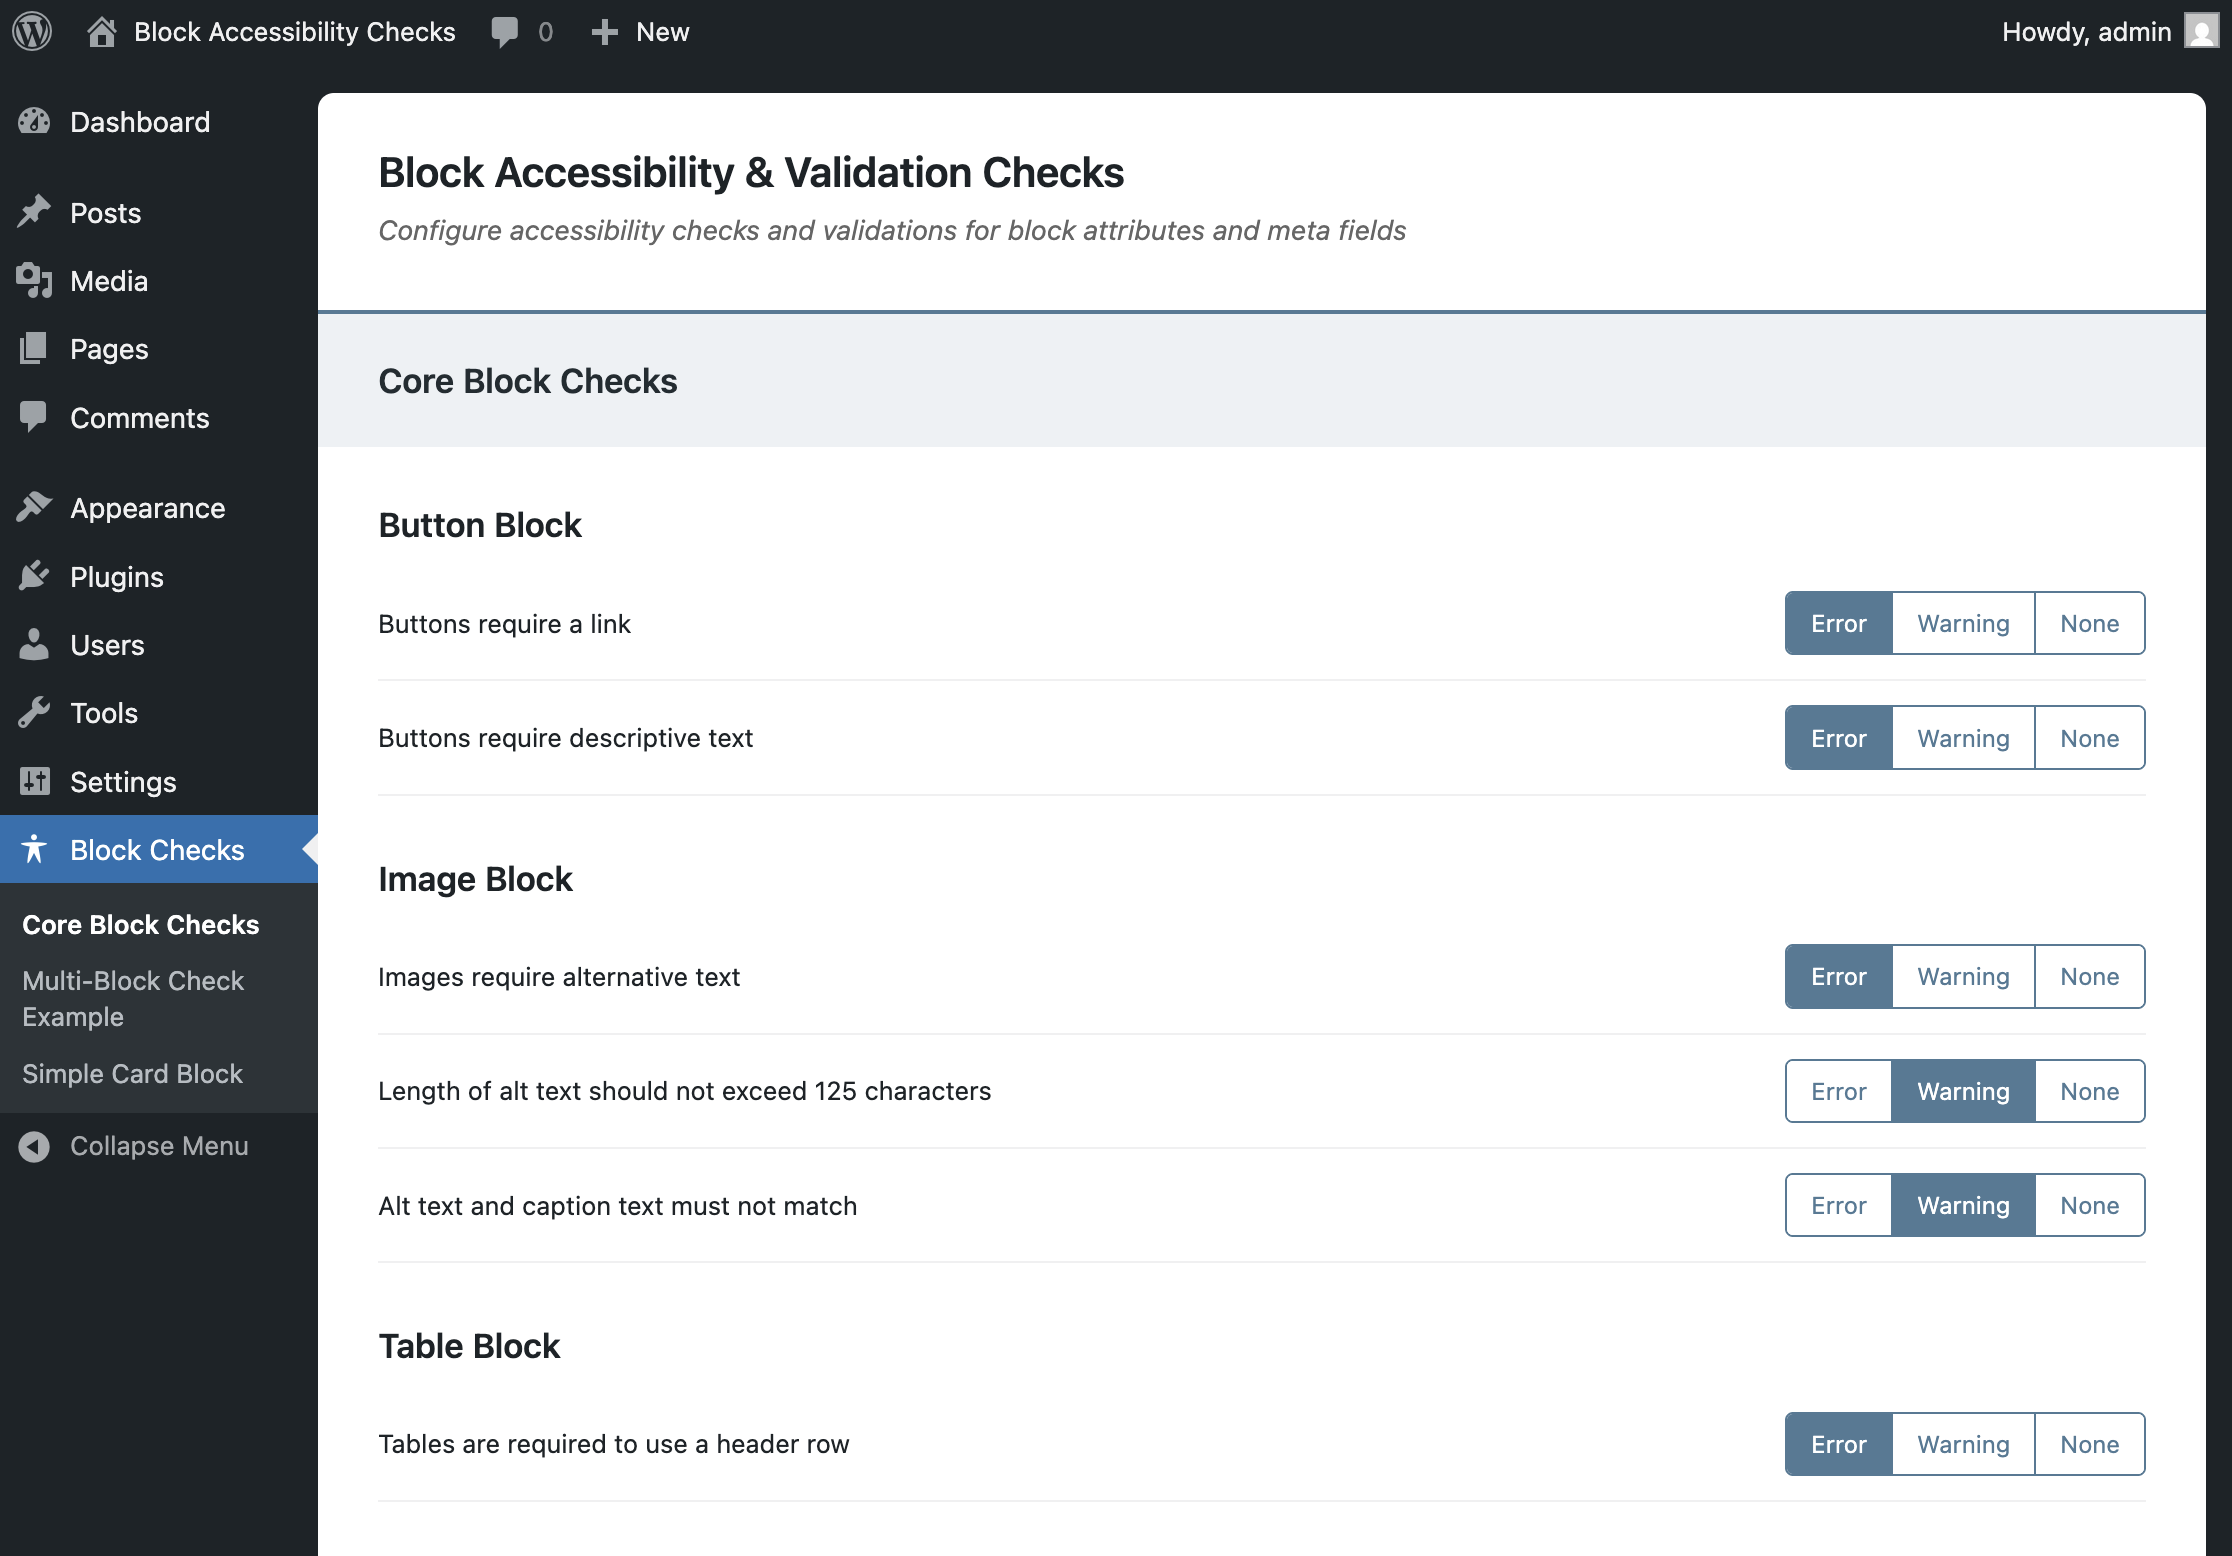 Block Accessibility Checks
0
New
Howdy, admin
Dashboard
Posts
Media
Pages
Comments
Appearance
Plugins
Users
Tools
Settings
Block Checks
Core Block Checks
Multi-Block Check
Example
Simple Card Block
Collapse Menu
Block Accessibility & Validation Checks
Configure accessibility checks and validations for block attributes and meta fields
Core Block Checks
Button Block
Buttons require a link
Error Warning None
Buttons require descriptive text
Error Warning None
Image Block
Images require alternative text
Error Warning None
Length of alt text should not exceed 125 characters
Error Warning None
Alt text and caption text must not match
Error Warning None
Table Block
Tables are required to use a header row
Error Warning None